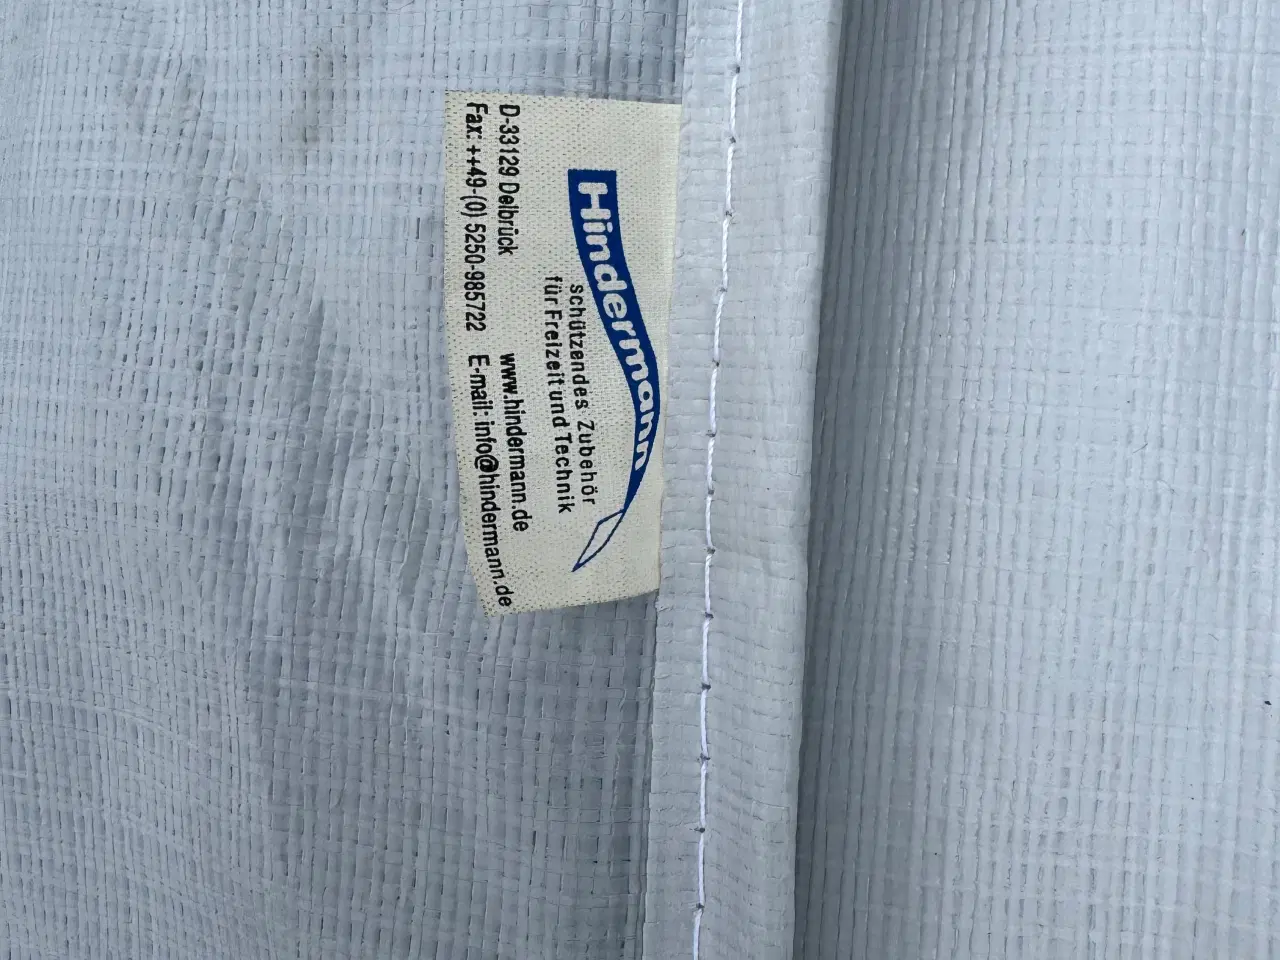 Hindermann
schützendes Zubehör
für Freizeit und Technik
D-33129 Delbrück www.hindermann.de
Fax: ++49-(0) 5250-985722 E-mail: info@hindermann.de